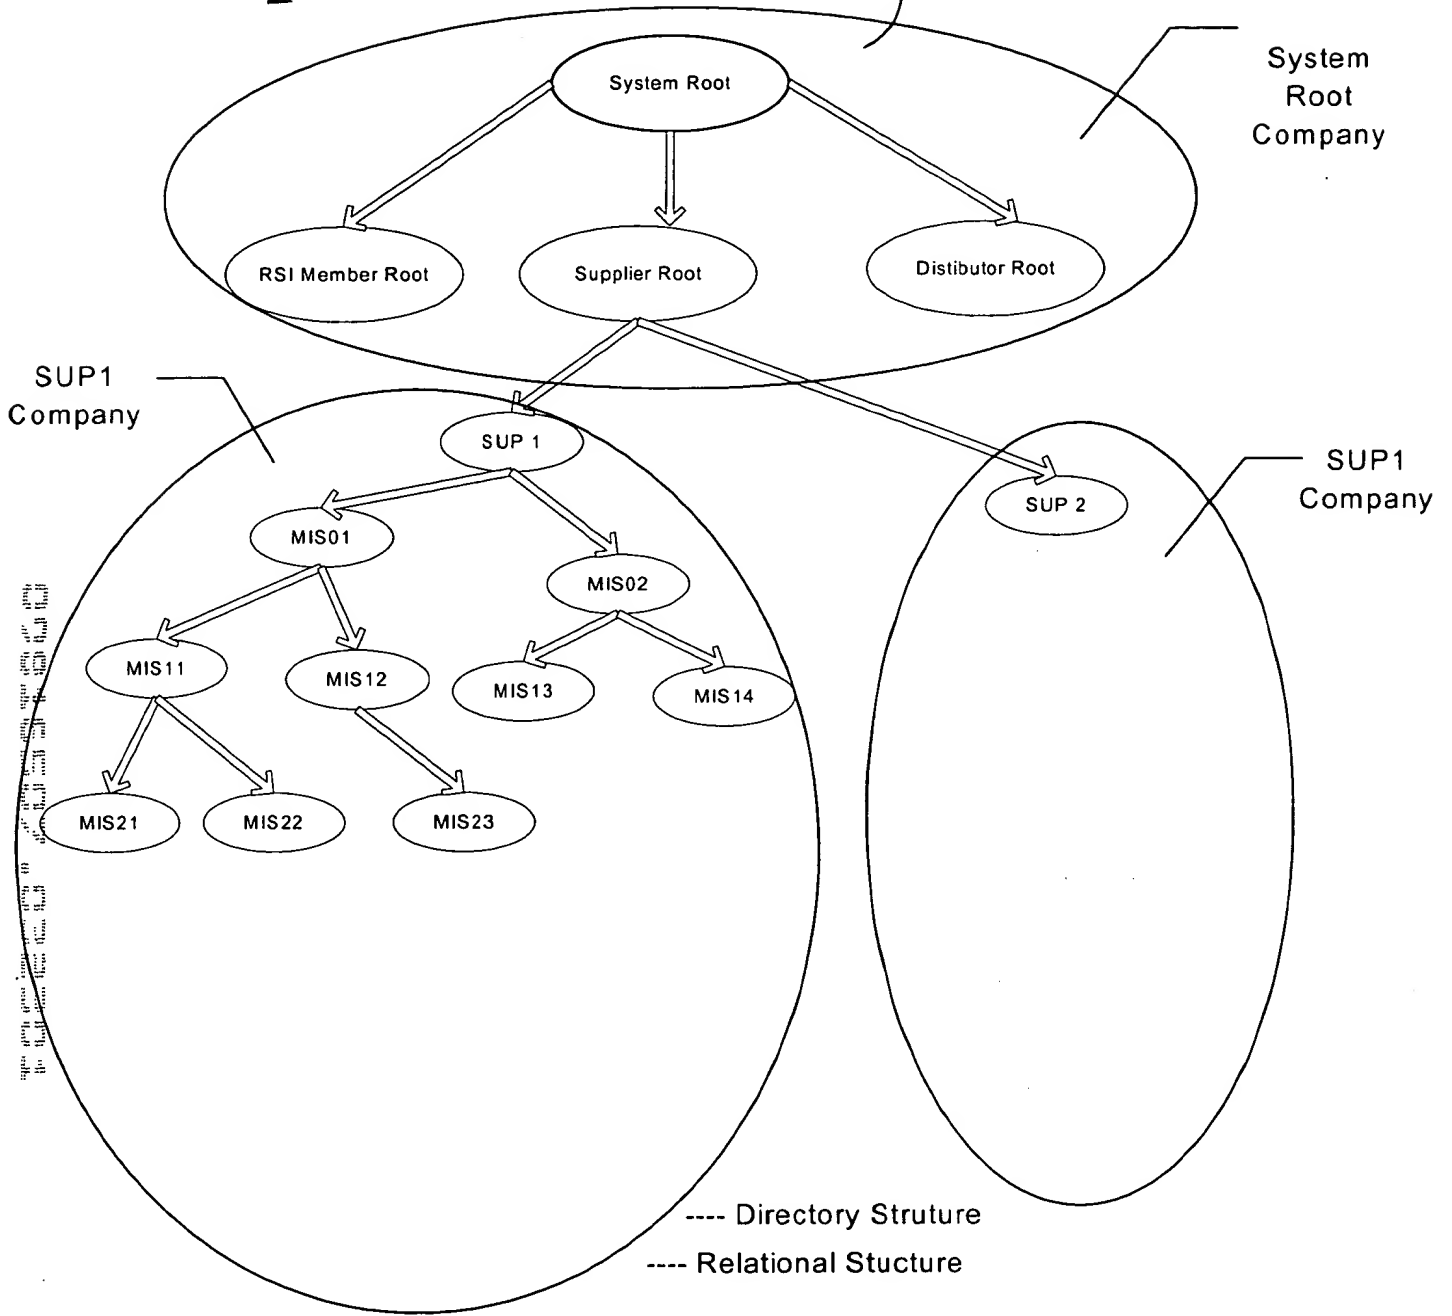 System Root
System
Root
Company
RSI Member Root
Supplier Root
Distibutor Root
SUP1
Company
SUP 1
SUP 2
SUP1
Company
MIS01
MIS02
MIS11
MIS12
MIS13
MIS14
MIS21
MIS22
MIS23
---- Directory Struture
---- Relational Stucture